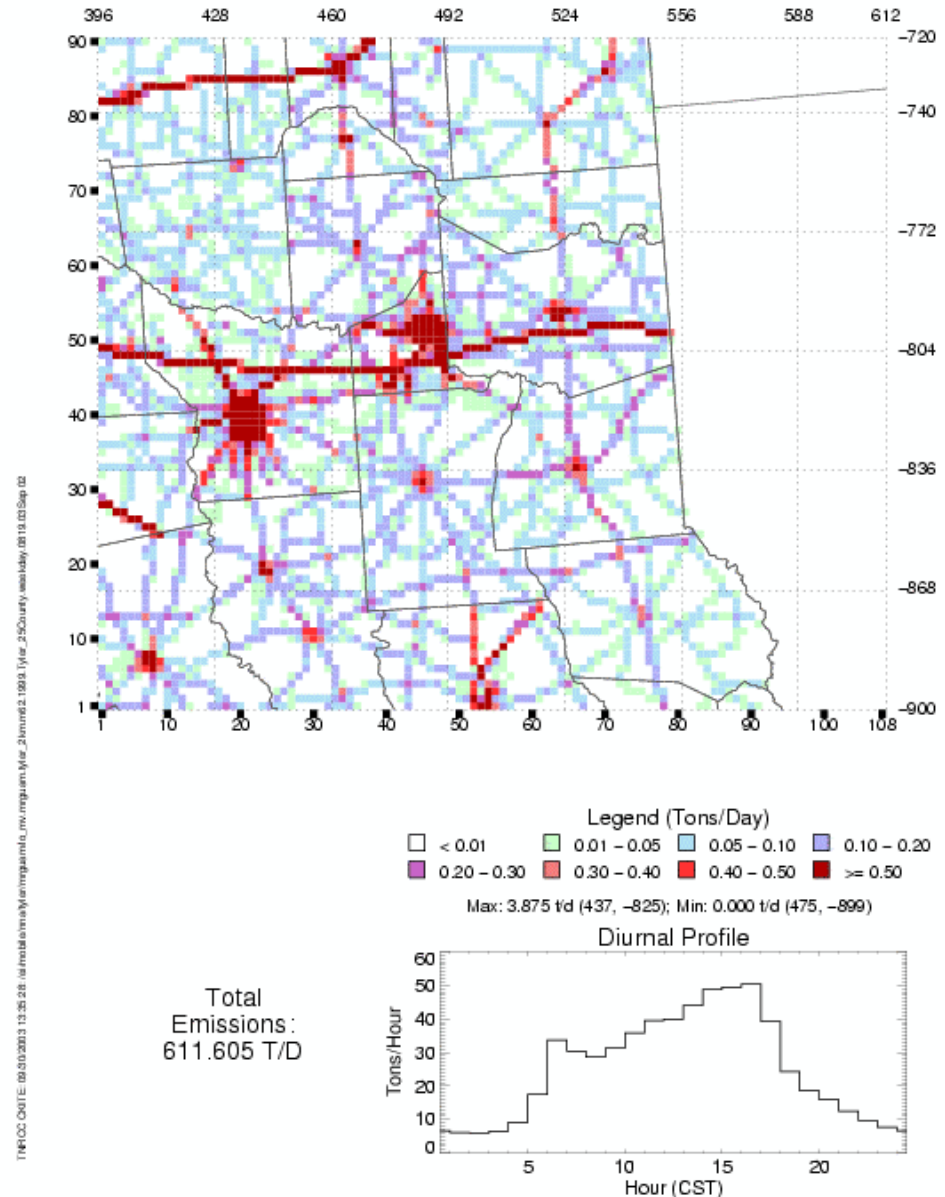 396 428 460 492 524 556 588 612
90 -720
80 -740
70
-772
60
50 -804
40
-836
30
20 -868
10
1 -900
1 10 20 30 40 50 60 70 80 90 100 108
Legend (Tons/Day)
< 0.01 0.01 - 0.05 0.05 - 0.10 0.10 - 0.20
0.20 - 0.30 0.30 - 0.40 0.40 - 0.50 >= 0.50
Max: 3.875 t/d (437, -825); Min: 0.000 t/d (475, -899)
Diurnal Profile
Total
Emissions:
611.605 T/D
Tons/Hour
60
50
40
30
20
10
0
5 10 15 20
Hour (CST)